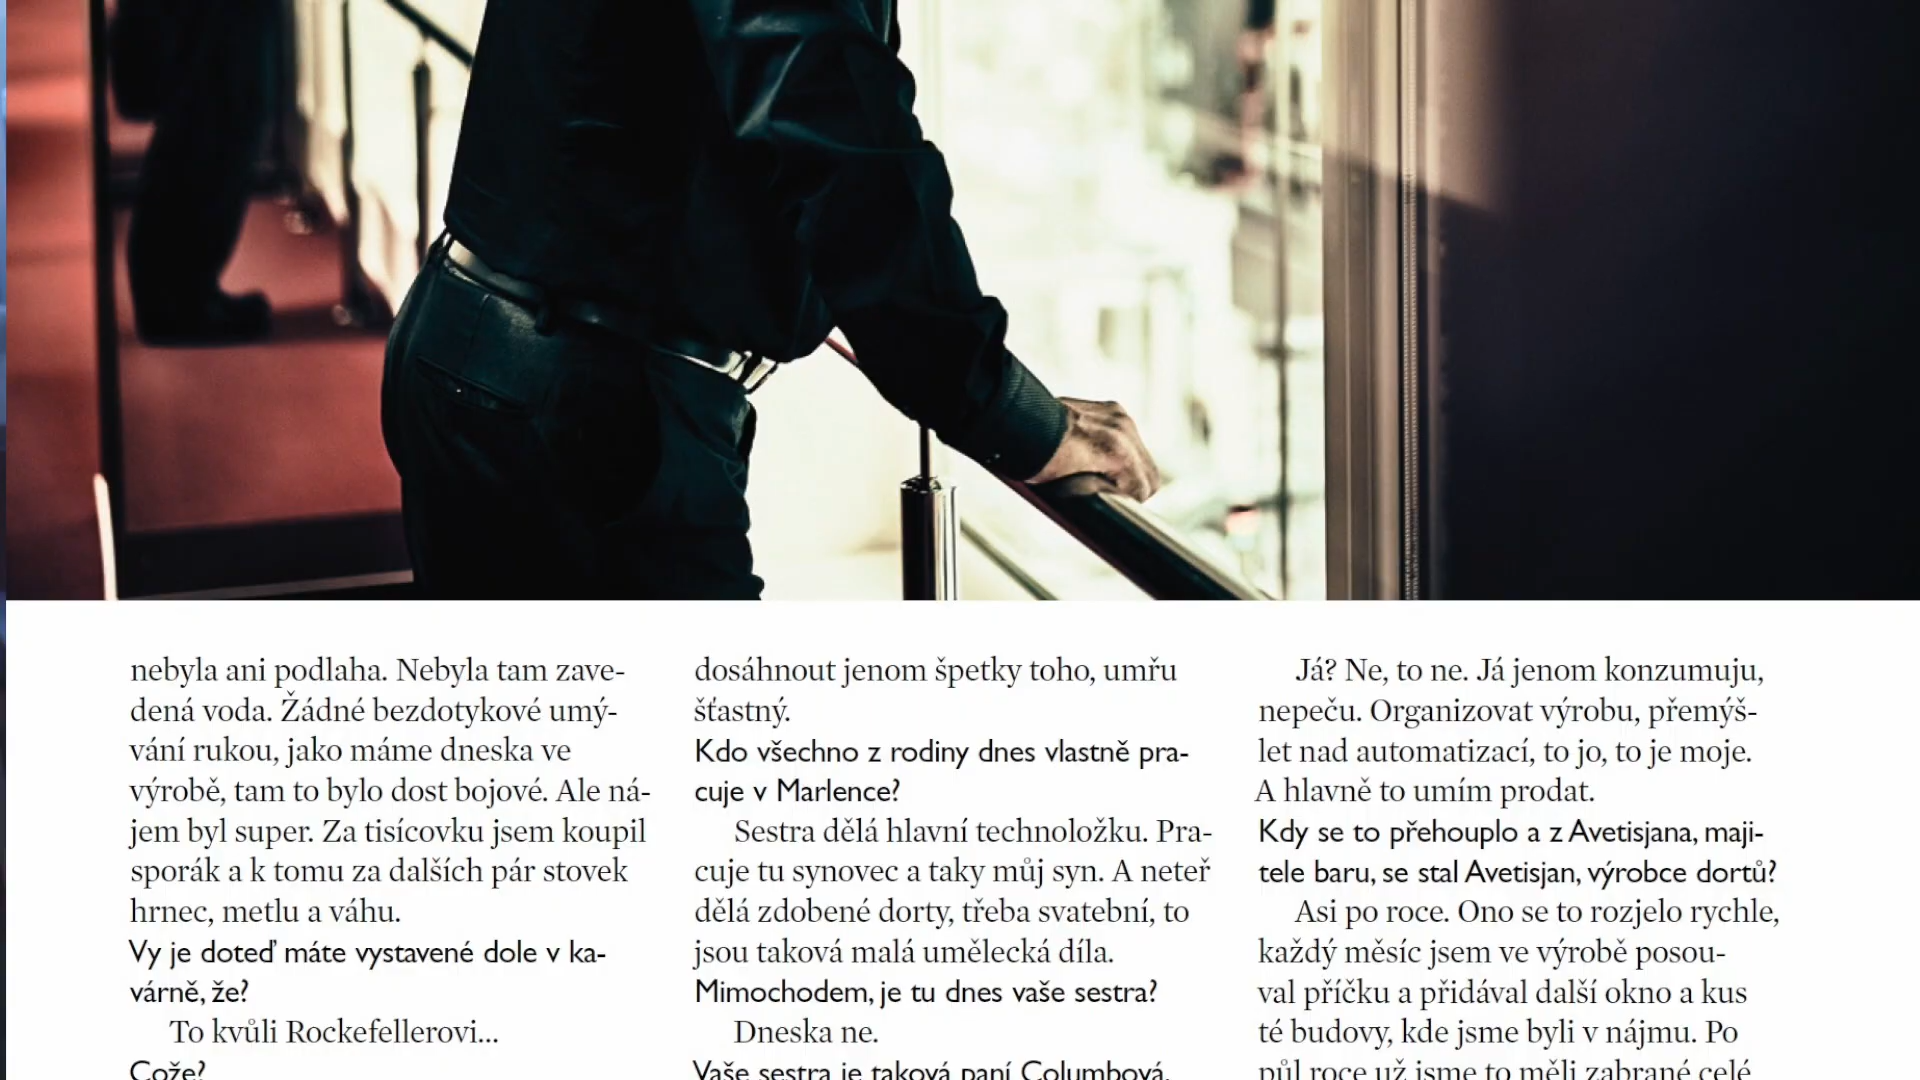 nebyla ani podlaha. Nebyla tam zave-
dená voda. Žádné bezdotykové umý-
vání rukou, jako máme dneska ve
výrobě, tam to bylo dost bojové. Ale ná-
jem byl super. Za tisícovku jsem koupil
sporák a k tomu za dalších pár stovek
hrnec, metlu a váhu.
Vy je doteď máte vystavené dole v ka-
várně, že?
To kvůli Rockefellerovi...
Cože?
dosáhnout jenom špetky toho, umřu
šťastný.
Kdo všechno z rodiny dnes vlastně pra-
cuje v Marlence?
Sestra dělá hlavní technoložku. Pra-
cuje tu synovec a taky můj syn. A neteř
dělá zdobené dorty, třeba svatební, to
jsou taková malá umělecká díla.
Mimochodem, je tu dnes vaše sestra?
Dneska ne.
Vaše sestra je taková paní Columbová,
Já? Ne, to ne. Já jenom konzumuju,
nepeču. Organizovat výrobu, přemýš-
let nad automatizací, to jo, to je moje.
A hlavně to umím prodat.
Kdy se to přehouplo a z Avetisjana, maji-
tele baru, se stal Avetisjan, výrobce dortů?
Asi po roce. Ono se to rozjelo rychle,
každý měsíc jsem ve výrobě posou-
val příčku a přidával další okno a kus
té budovy, kde jsme byli v nájmu. Po
půl roce už jsme to měli zabrané celé